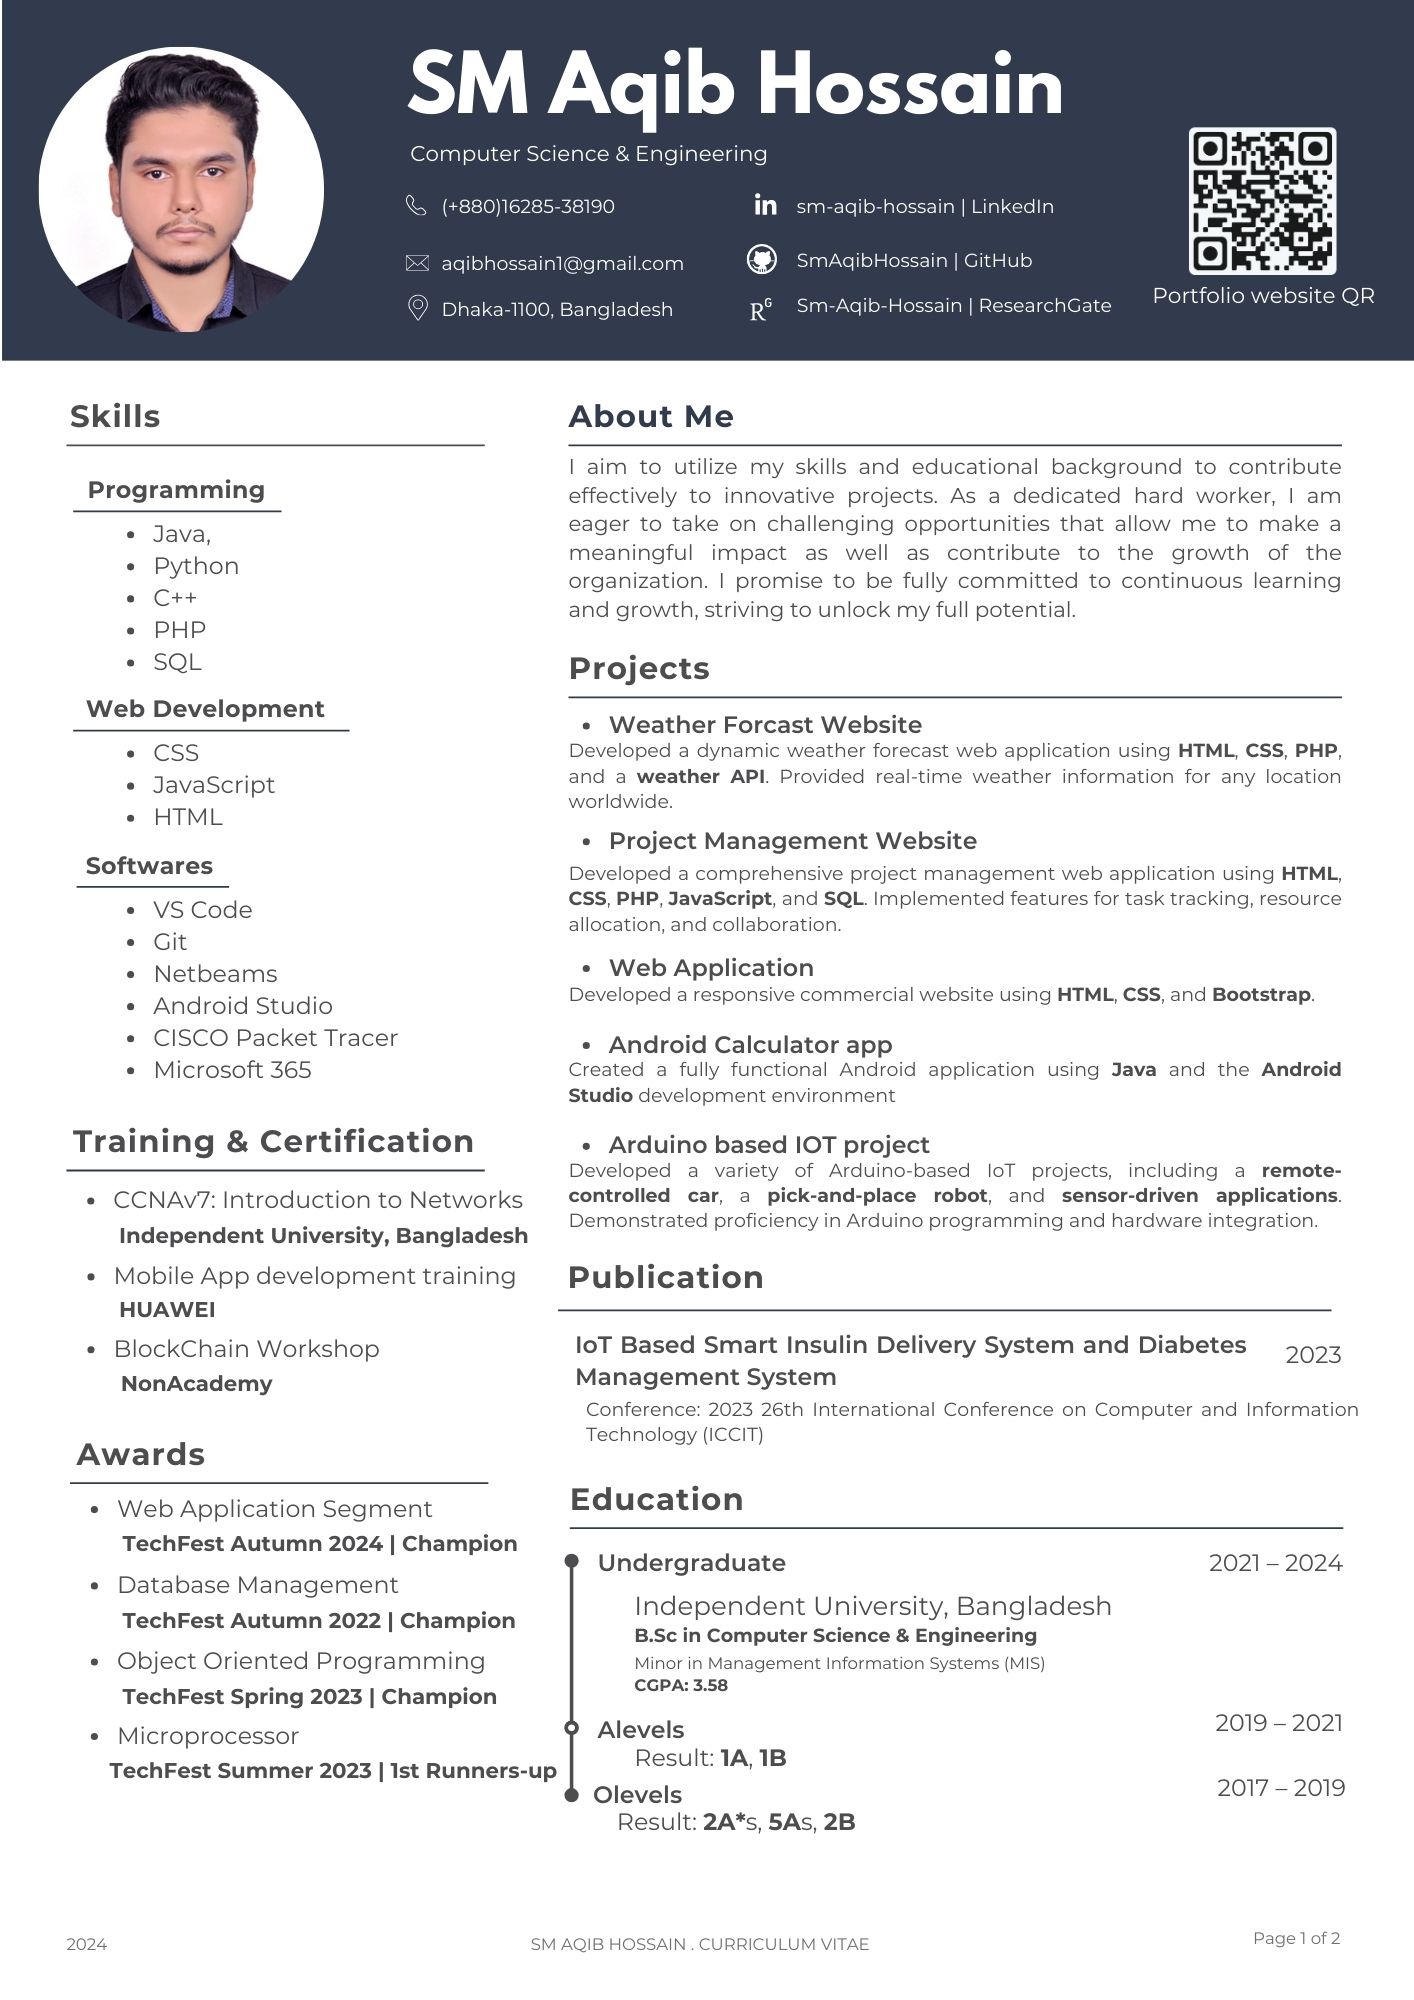 SM Aqib Hossain
Computer Science & Engineering
(+880)16285-38190
aqibhossain1@gmail.com
Dhaka-1100, Bangladesh
in
sm-aqib-hossain | LinkedIn
SmAqibHossain | GitHub
RG
Sm-Aqib-Hossain | ResearchGate
Portfolio website QR
Skills
Programming
• Java,
• Python
• C++
• PHP
• SQL
Web Development
• CSS
• JavaScript
• HTML
Softwares
• VS Code
• Git
• Netbeams
• Android Studio
• CISCO Packet Tracer
• Microsoft 365
Training & Certification
• CCNAv7: Introduction to Networks
Independent University, Bangladesh
• Mobile App development training
HUAWEI
• BlockChain Workshop
NonAcademy
Awards
• Web Application Segment
TechFest Autumn 2024 | Champion
• Database Management
TechFest Autumn 2022 | Champion
• Object Oriented Programming
TechFest Spring 2023 | Champion
• Microprocessor
TechFest Summer 2023 | 1st Runners-up
About Me
I aim to utilize my skills and educational background to contribute
effectively to innovative projects. As a dedicated hard worker, I am
eager to take on challenging opportunities that allow me to make a
meaningful impact as well as contribute to the growth of the
organization. I promise to be fully committed to continuous learning
and growth, striving to unlock my full potential.
Projects
• Weather Forcast Website
Developed a dynamic weather forecast web application using HTML, CSS, PHP,
and a weather API. Provided real-time weather information for any location
worldwide.
• Project Management Website
Developed a comprehensive project management web application using HTML,
CSS, PHP, JavaScript, and SQL. Implemented features for task tracking, resource
allocation, and collaboration.
• Web Application
Developed a responsive commercial website using HTML, CSS, and Bootstrap.
• Android Calculator app
Created a fully functional Android application using Java and the Android
Studio development environment
• Arduino based IOT project
Developed a variety of Arduino-based IoT projects, including a remote-
controlled car, a pick-and-place robot, and sensor-driven applications.
Demonstrated proficiency in Arduino programming and hardware integration.
Publication
IoT Based Smart Insulin Delivery System and Diabetes
Management System
2023
Conference: 2023 26th International Conference on Computer and Information
Technology (ICCIT)
Education
Undergraduate 2021 – 2024
Independent University, Bangladesh
B.Sc in Computer Science & Engineering
Minor in Management Information Systems (MIS)
CGPA: 3.58
Alevels 2019 – 2021
Result: 1A, 1B
Olevels 2017 – 2019
Result: 2A*s, 5As, 2B
2024
SM AQIB HOSSAIN . CURRICULUM VITAE
Page 1 of 2